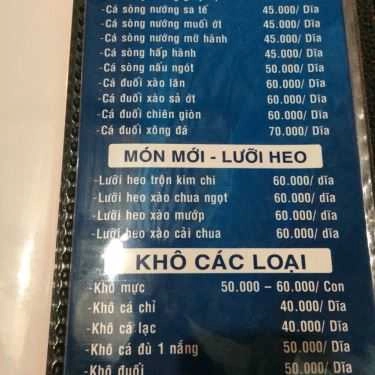 -Cá sòng nướng sa tế 45.000/ Dĩa
-Cá sòng nướng muối ớt 45.000/ Dĩa
-Cá sòng nướng mỡ hành 45.000/ Dĩa
-Cá sòng hấp hành 45.000/ Dĩa
-Cá sòng nấu ngót 50.000/ Dĩa
-Cá đuối xào lăn 60.000/ Dĩa
-Cá đuối xào sả ớt 60.000/ Dĩa
-Cá đuối chiên giòn 60.000/ Dĩa
-Cá đuối xông đá 70.000/ Dĩa
MÓN MỚI - LƯỠI HEO
-Lưỡi heo trộn kim chi 60.000/ dĩa
-Lưỡi heo xào chua ngọt 60.000/ dĩa
-Lưỡi heo xào mướp 60.000/ dĩa
-Lưỡi heo xào cải chua 60.000/ dĩa
KHÔ CÁC LOẠI
-Khô mực 50.000 – 60.000/ Con
-Khô cá chỉ 40.000/ Dĩa
-Khô cá lạc 40.000/ Dĩa
-Khô cá đù 1 nắng 50.000/ Dĩa
-Khô đuối 50.000/ Dĩa